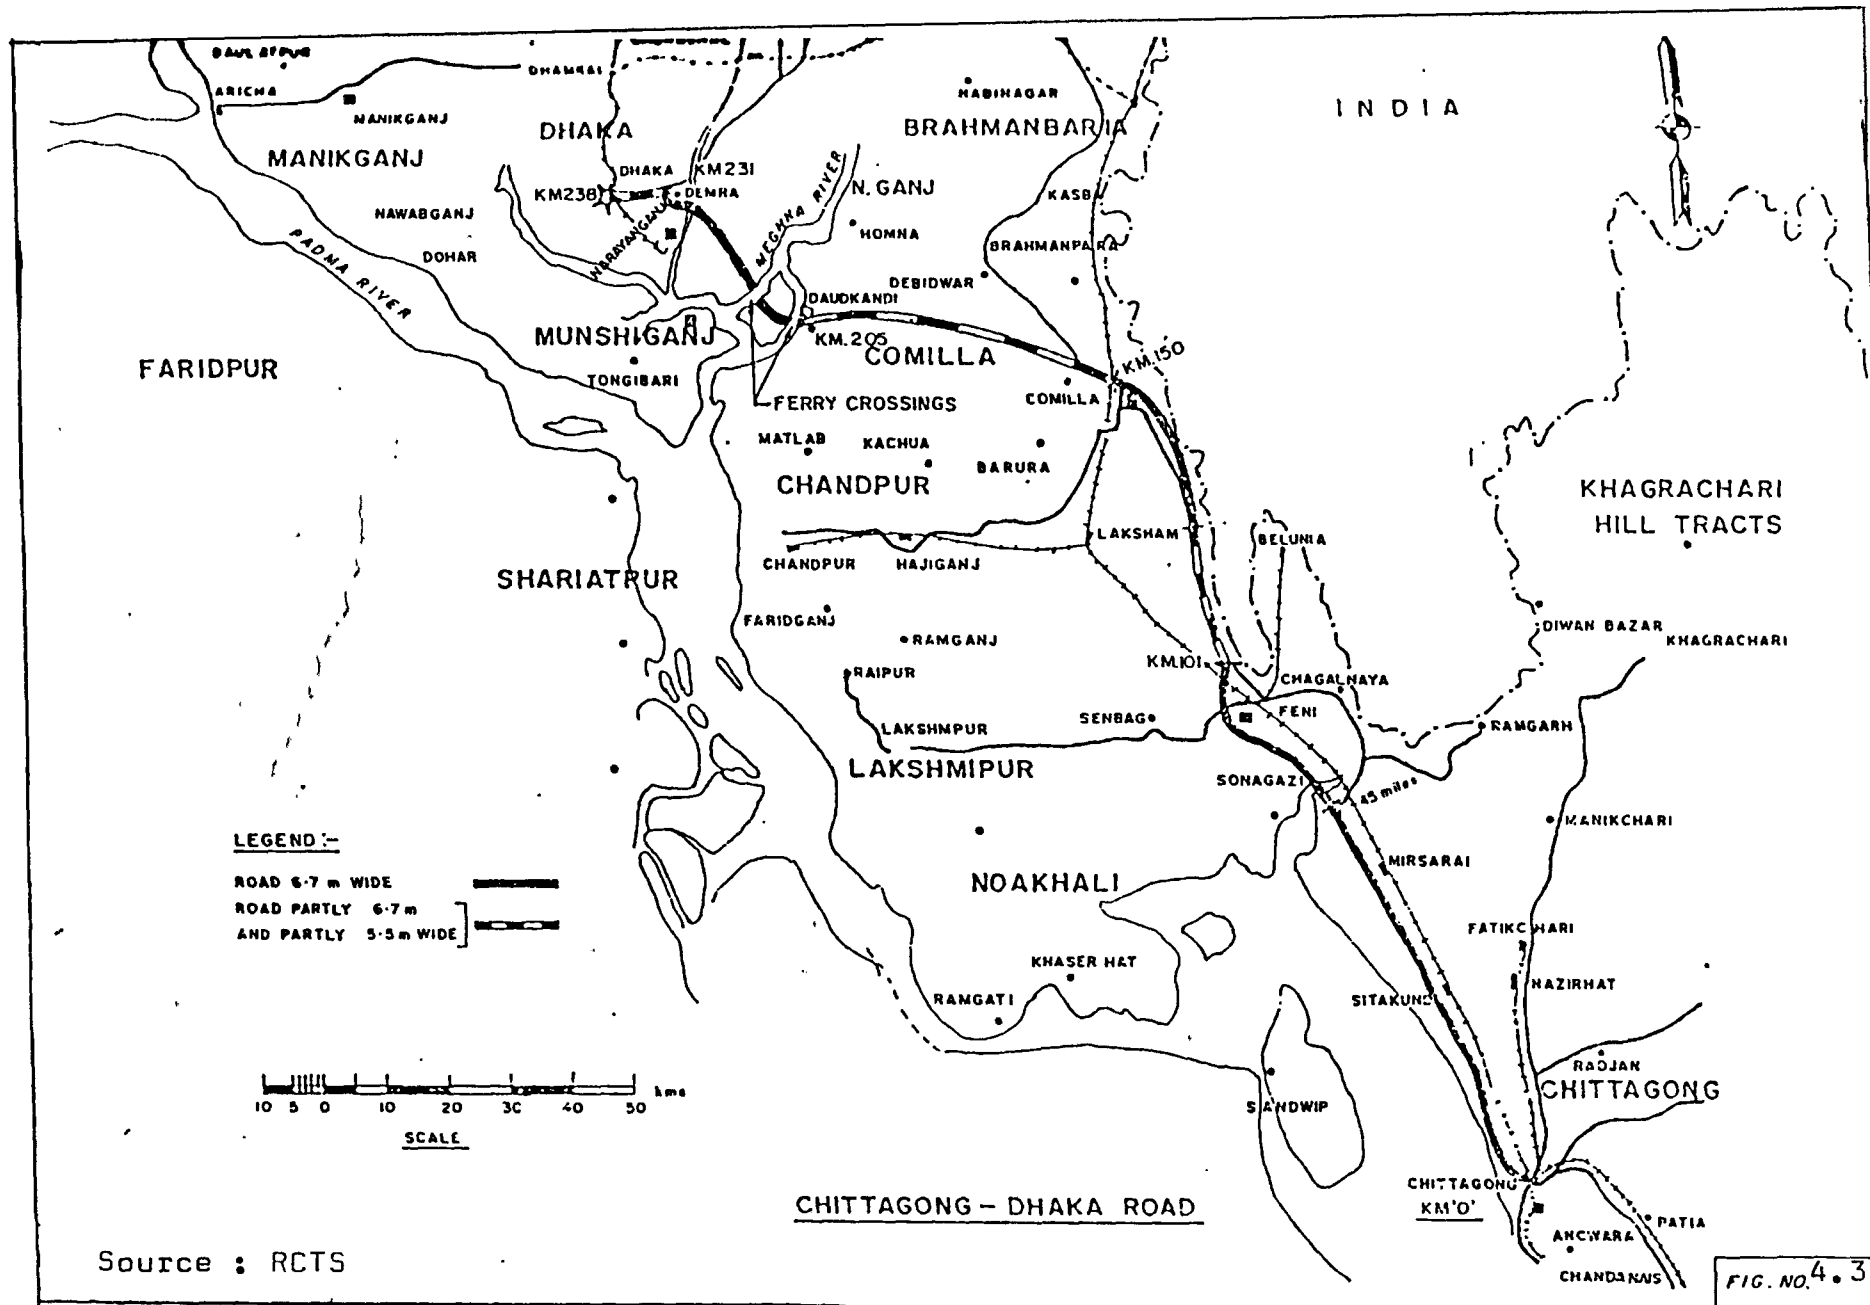 DAULATPUR
ARICHA
MANIKGANJ
MANIKGANJ
DHAMRAI
DHAKA
NABINAGAR
BRAHMANBARIA
INDIA
DHAKA
KM231
KM238
DEMRA
NARAYANGANJ
MEGHNA RIVER
N. GANJ
KASBA
NAWABGANJ
DOHAR
PADMA RIVER
HOMNA
BRAHMANPARA
DEBIDWAR
DAUDKANDI
KM.205
MUNSHIGANJ
COMILLA
KM.150
FARIDPUR
TONGIBARI
FERRY CROSSINGS
COMILLA
MATLAB
KACHUA
BARURA
CHANDPUR
KHAGRACHARI
HILL TRACTS
LAKSHAM
BELUNIA
CHANDPUR
HAJIGANJ
SHARIATPUR
FARIDGANJ
RAMGANJ
DIWAN BAZAR
KHAGRACHARI
KM.101
RAIPUR
CHAGALNAYA
FENI
SENBAG
LAKSHMPUR
RAMGARH
LAKSHMIPUR
SONAGAZI
45 miles
MANIKCHARI
LEGEND :-
ROAD 6·7 m WIDE
ROAD PARTLY 6·7 m
AND PARTLY 5·5 m WIDE
MIRSARAI
NOAKHALI
FATIKCHARI
KHASER HAT
NAZIRHAT
RAMGATI
SITAKUND
RAOJAN
CHITTAGONG
10 5 0 10 20 30 40 50 kms
SCALE
SANDWIP
CHITTAGONG
KM'0'
CHITTAGONG – DHAKA ROAD
PATIA
ANOWARA
CHANDANAIS
Source : RCTS
FIG. NO. 4.3